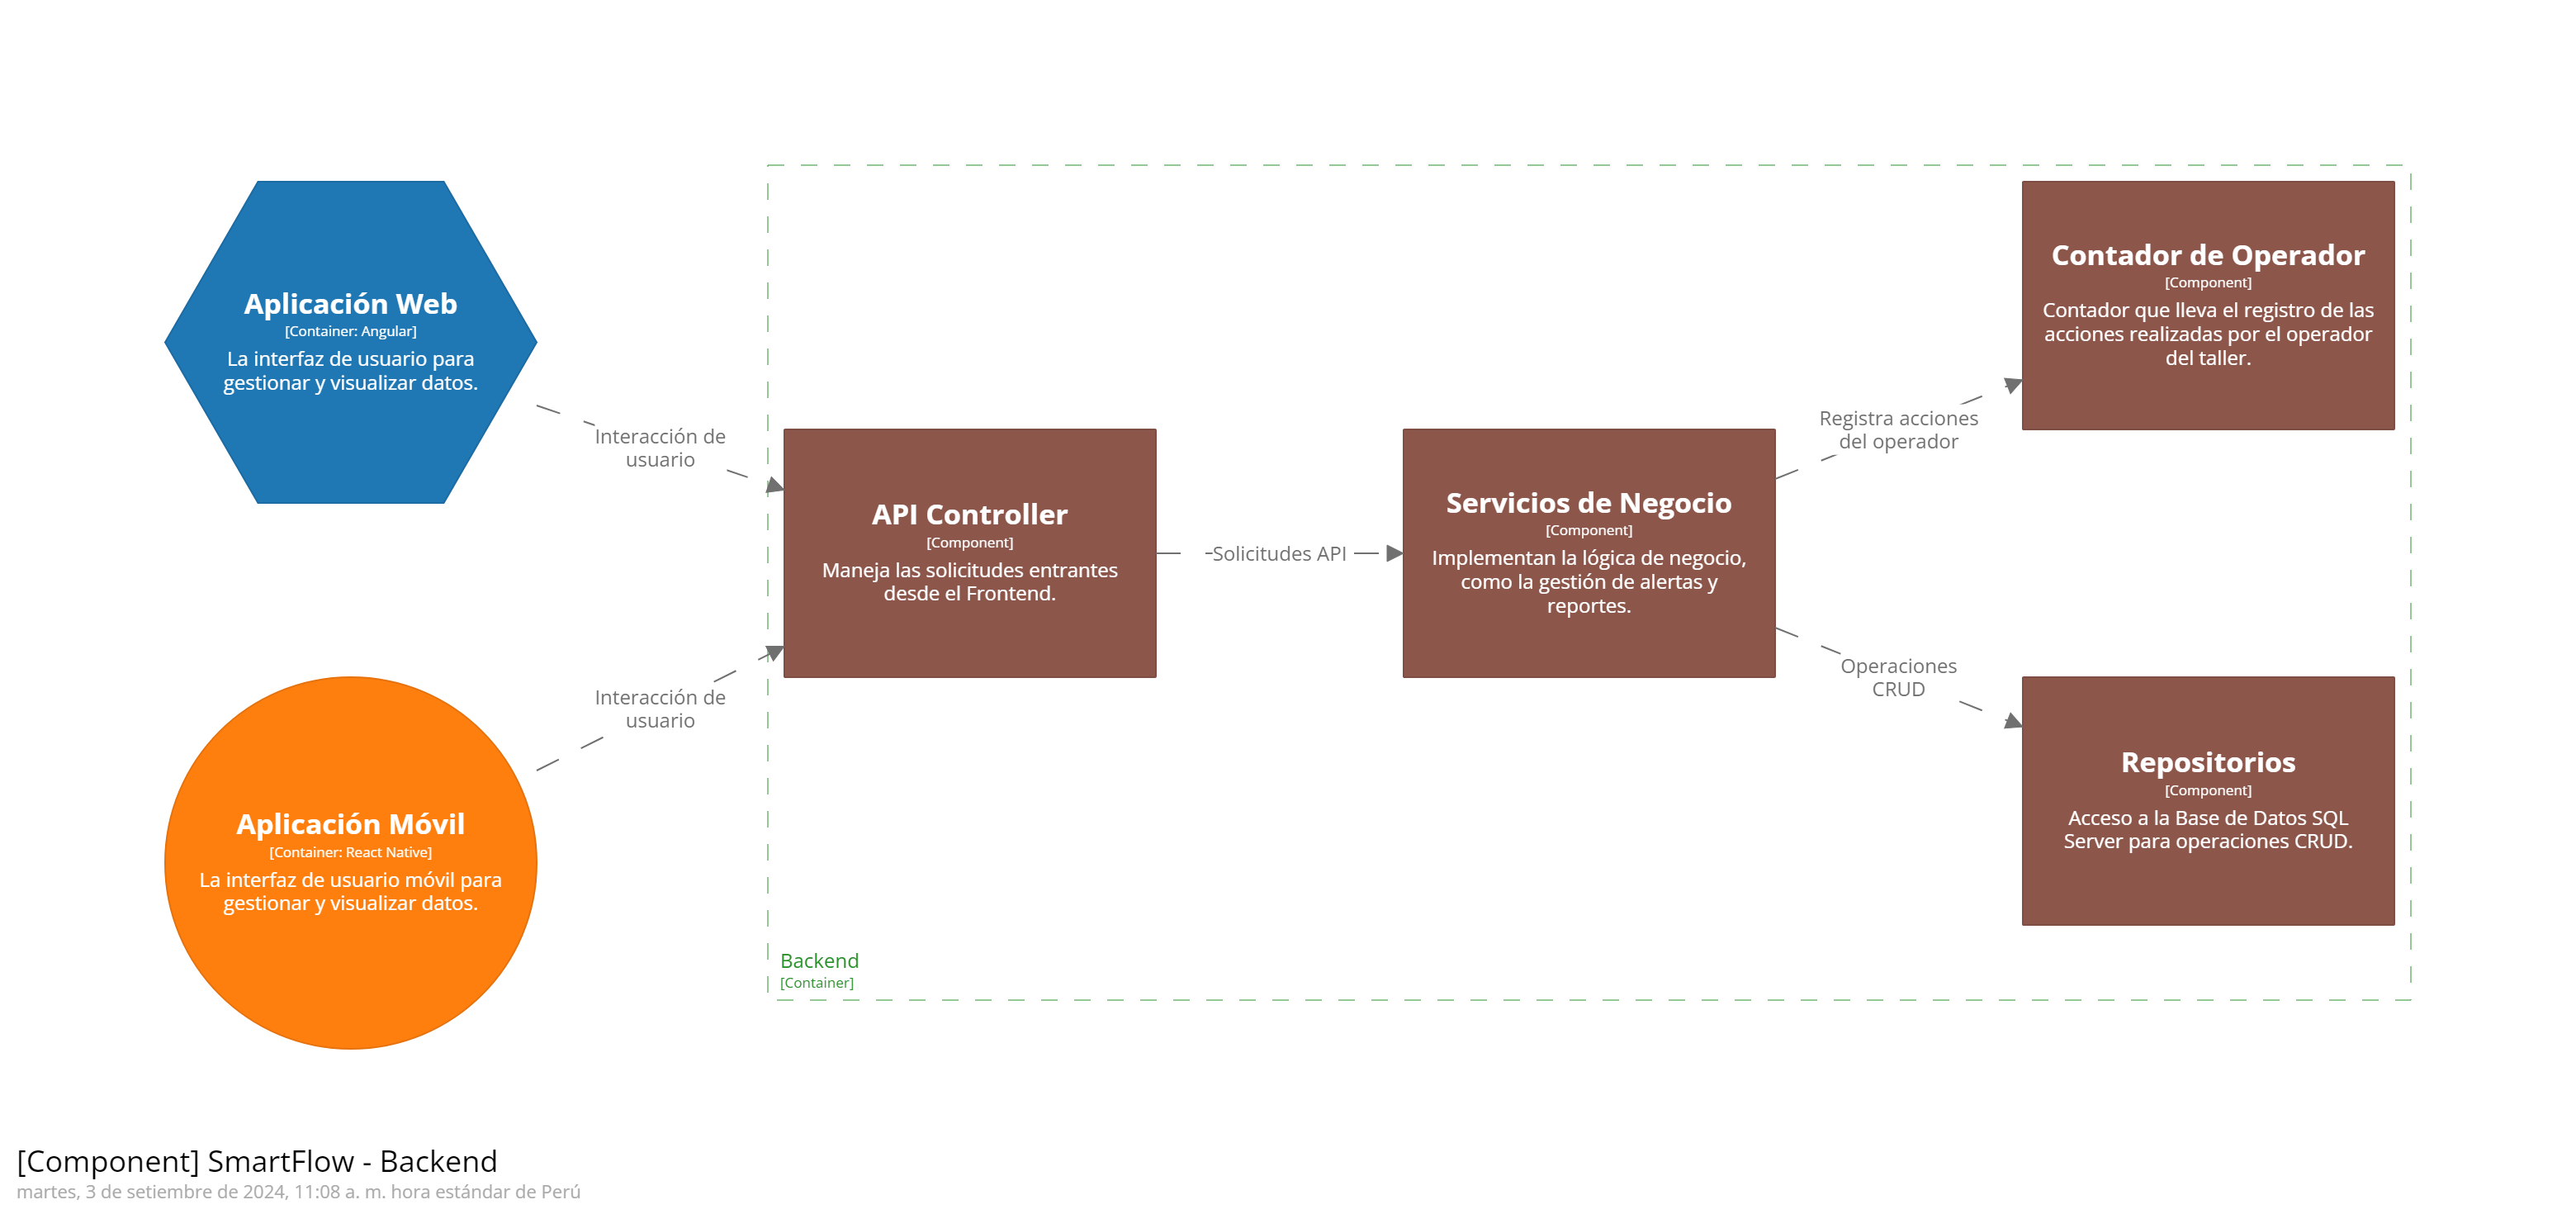 Aplicación Web
[Container: Angular]
La interfaz de usuario para
gestionar y visualizar datos.
Interacción de
usuario
Aplicación Móvil
[Container: React Native]
La interfaz de usuario móvil para
gestionar y visualizar datos.
Interacción de
usuario
API Controller
[Component]
Maneja las solicitudes entrantes
desde el Frontend.
Solicitudes API
Servicios de Negocio
[Component]
Implementan la lógica de negocio,
como la gestión de alertas y
reportes.
Registra acciones
del operador
Contador de Operador
[Component]
Contador que lleva el registro de las
acciones realizadas por el operador
del taller.
Operaciones
CRUD
Repositorios
[Component]
Acceso a la Base de Datos SQL
Server para operaciones CRUD.
Backend
[Container]
[Component] SmartFlow - Backend
martes, 3 de setiembre de 2024, 11:08 a. m. hora estándar de Perú